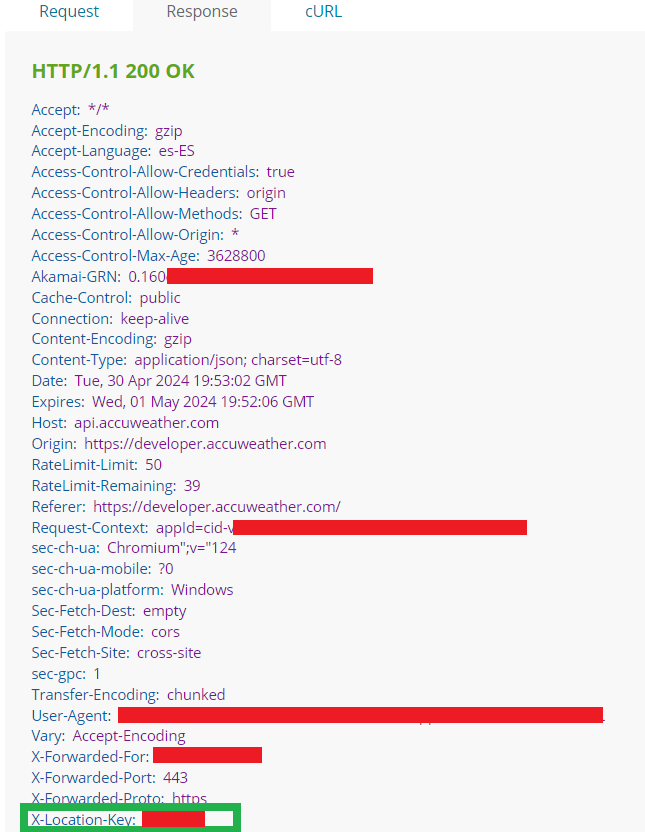 Request Response cURL
HTTP/1.1 200 OK
Accept: */*
Accept-Encoding: gzip
Accept-Language: es-ES
Access-Control-Allow-Credentials: true
Access-Control-Allow-Headers: origin
Access-Control-Allow-Methods: GET
Access-Control-Allow-Origin: *
Access-Control-Max-Age: 3628800
Akamai-GRN: 0.160
Cache-Control: public
Connection: keep-alive
Content-Encoding: gzip
Content-Type: application/json; charset=utf-8
Date: Tue, 30 Apr 2024 19:53:02 GMT
Expires: Wed, 01 May 2024 19:52:06 GMT
Host: api.accuweather.com
Origin: https://developer.accuweather.com
RateLimit-Limit: 50
RateLimit-Remaining: 39
Referer: https://developer.accuweather.com/
Request-Context: appId=cid-v
sec-ch-ua: Chromium";v="124
sec-ch-ua-mobile: ?0
sec-ch-ua-platform: Windows
Sec-Fetch-Dest: empty
Sec-Fetch-Mode: cors
Sec-Fetch-Site: cross-site
sec-gpc: 1
Transfer-Encoding: chunked
User-Agent:
Vary: Accept-Encoding
X-Forwarded-For:
X-Forwarded-Port: 443
X-Forwarded-Proto: https
X-Location-Key: